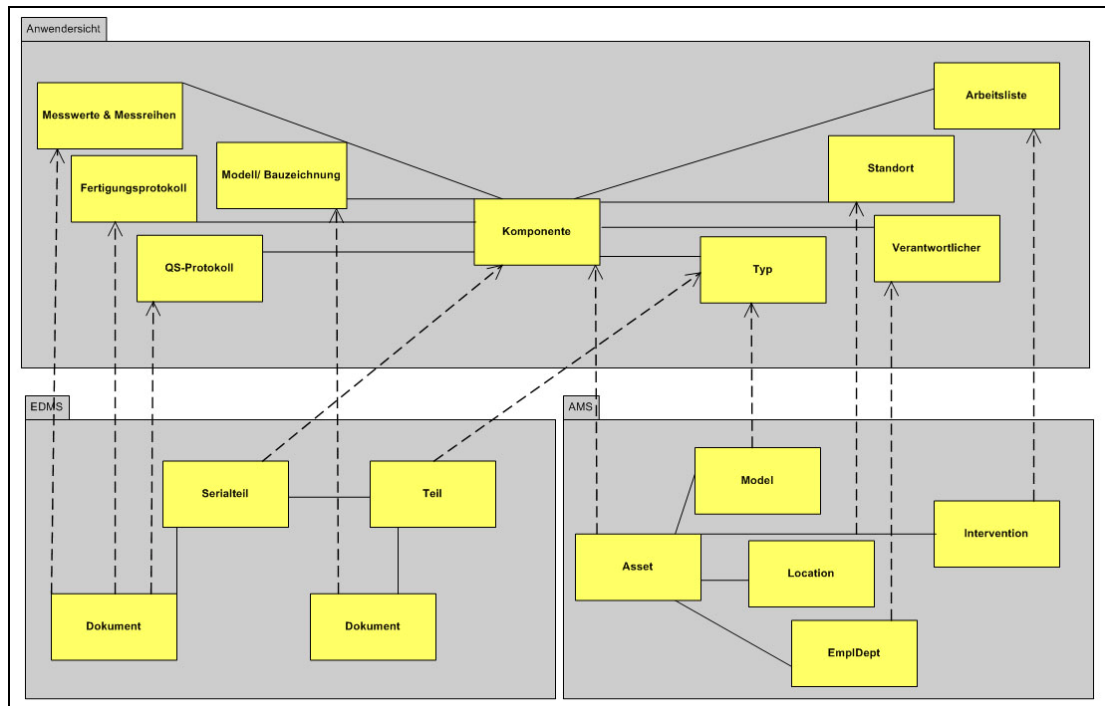 Anwendersicht
Messwerte & Messreihen
Arbeitsliste
Modell/ Bauzeichnung
Standort
Fertigungsprotokoll
Komponente
Verantwortlicher
QS-Protokoll
Typ
EDMS
AMS
Serialteil
Teil
Model
Intervention
Asset
Location
Dokument
Dokument
EmplDept